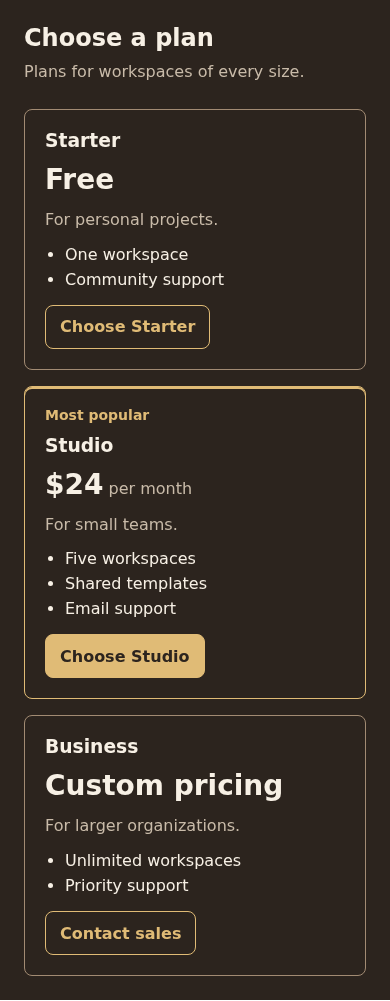 Choose a plan
Plans for workspaces of every size.
Starter
Free
For personal projects.
• One workspace
• Community support
Choose Starter
Most popular
Studio
$24 per month
For small teams.
• Five workspaces
• Shared templates
• Email support
Choose Studio
Business
Custom pricing
For larger organizations.
• Unlimited workspaces
• Priority support
Contact sales